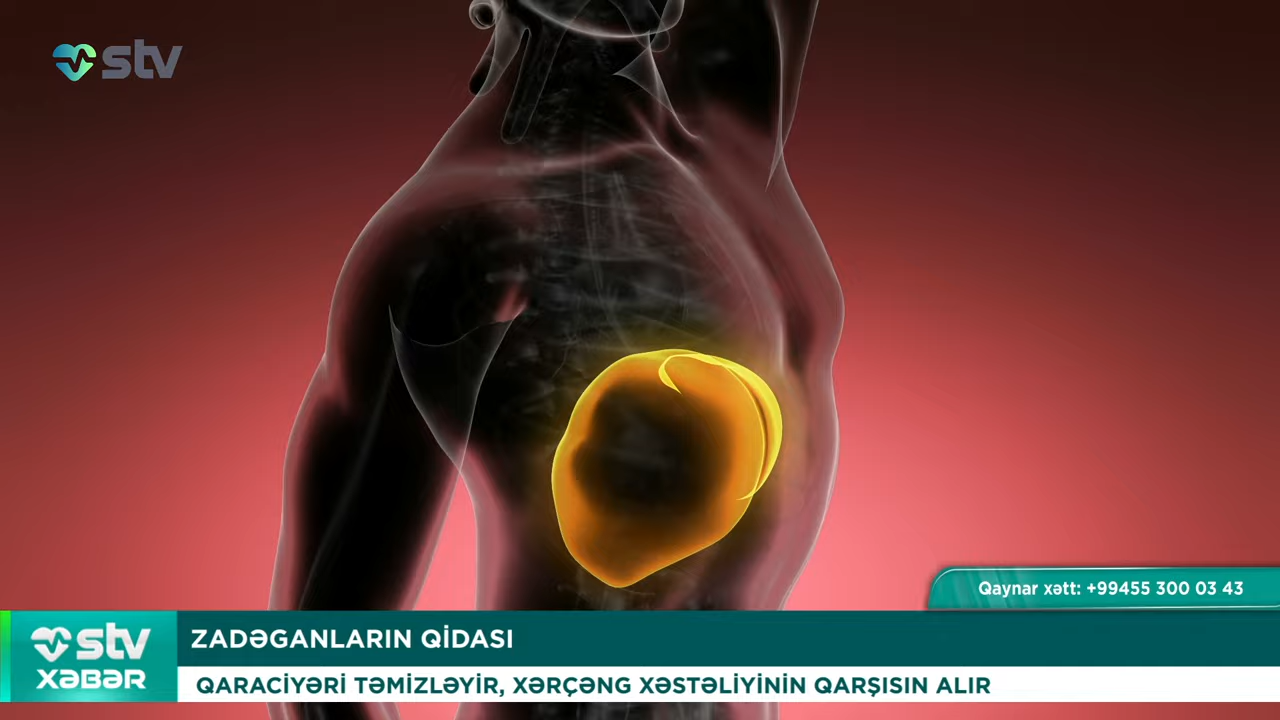 stv
Qaynar xətt: +99455 300 03 43
stv
XƏBƏR
ZADƏGANLARIN QİDASI
QARACİYƏRİ TƏMİZLƏYİR, XƏRÇƏNG XƏSTƏLİYİNİN QARŞISIN ALIR